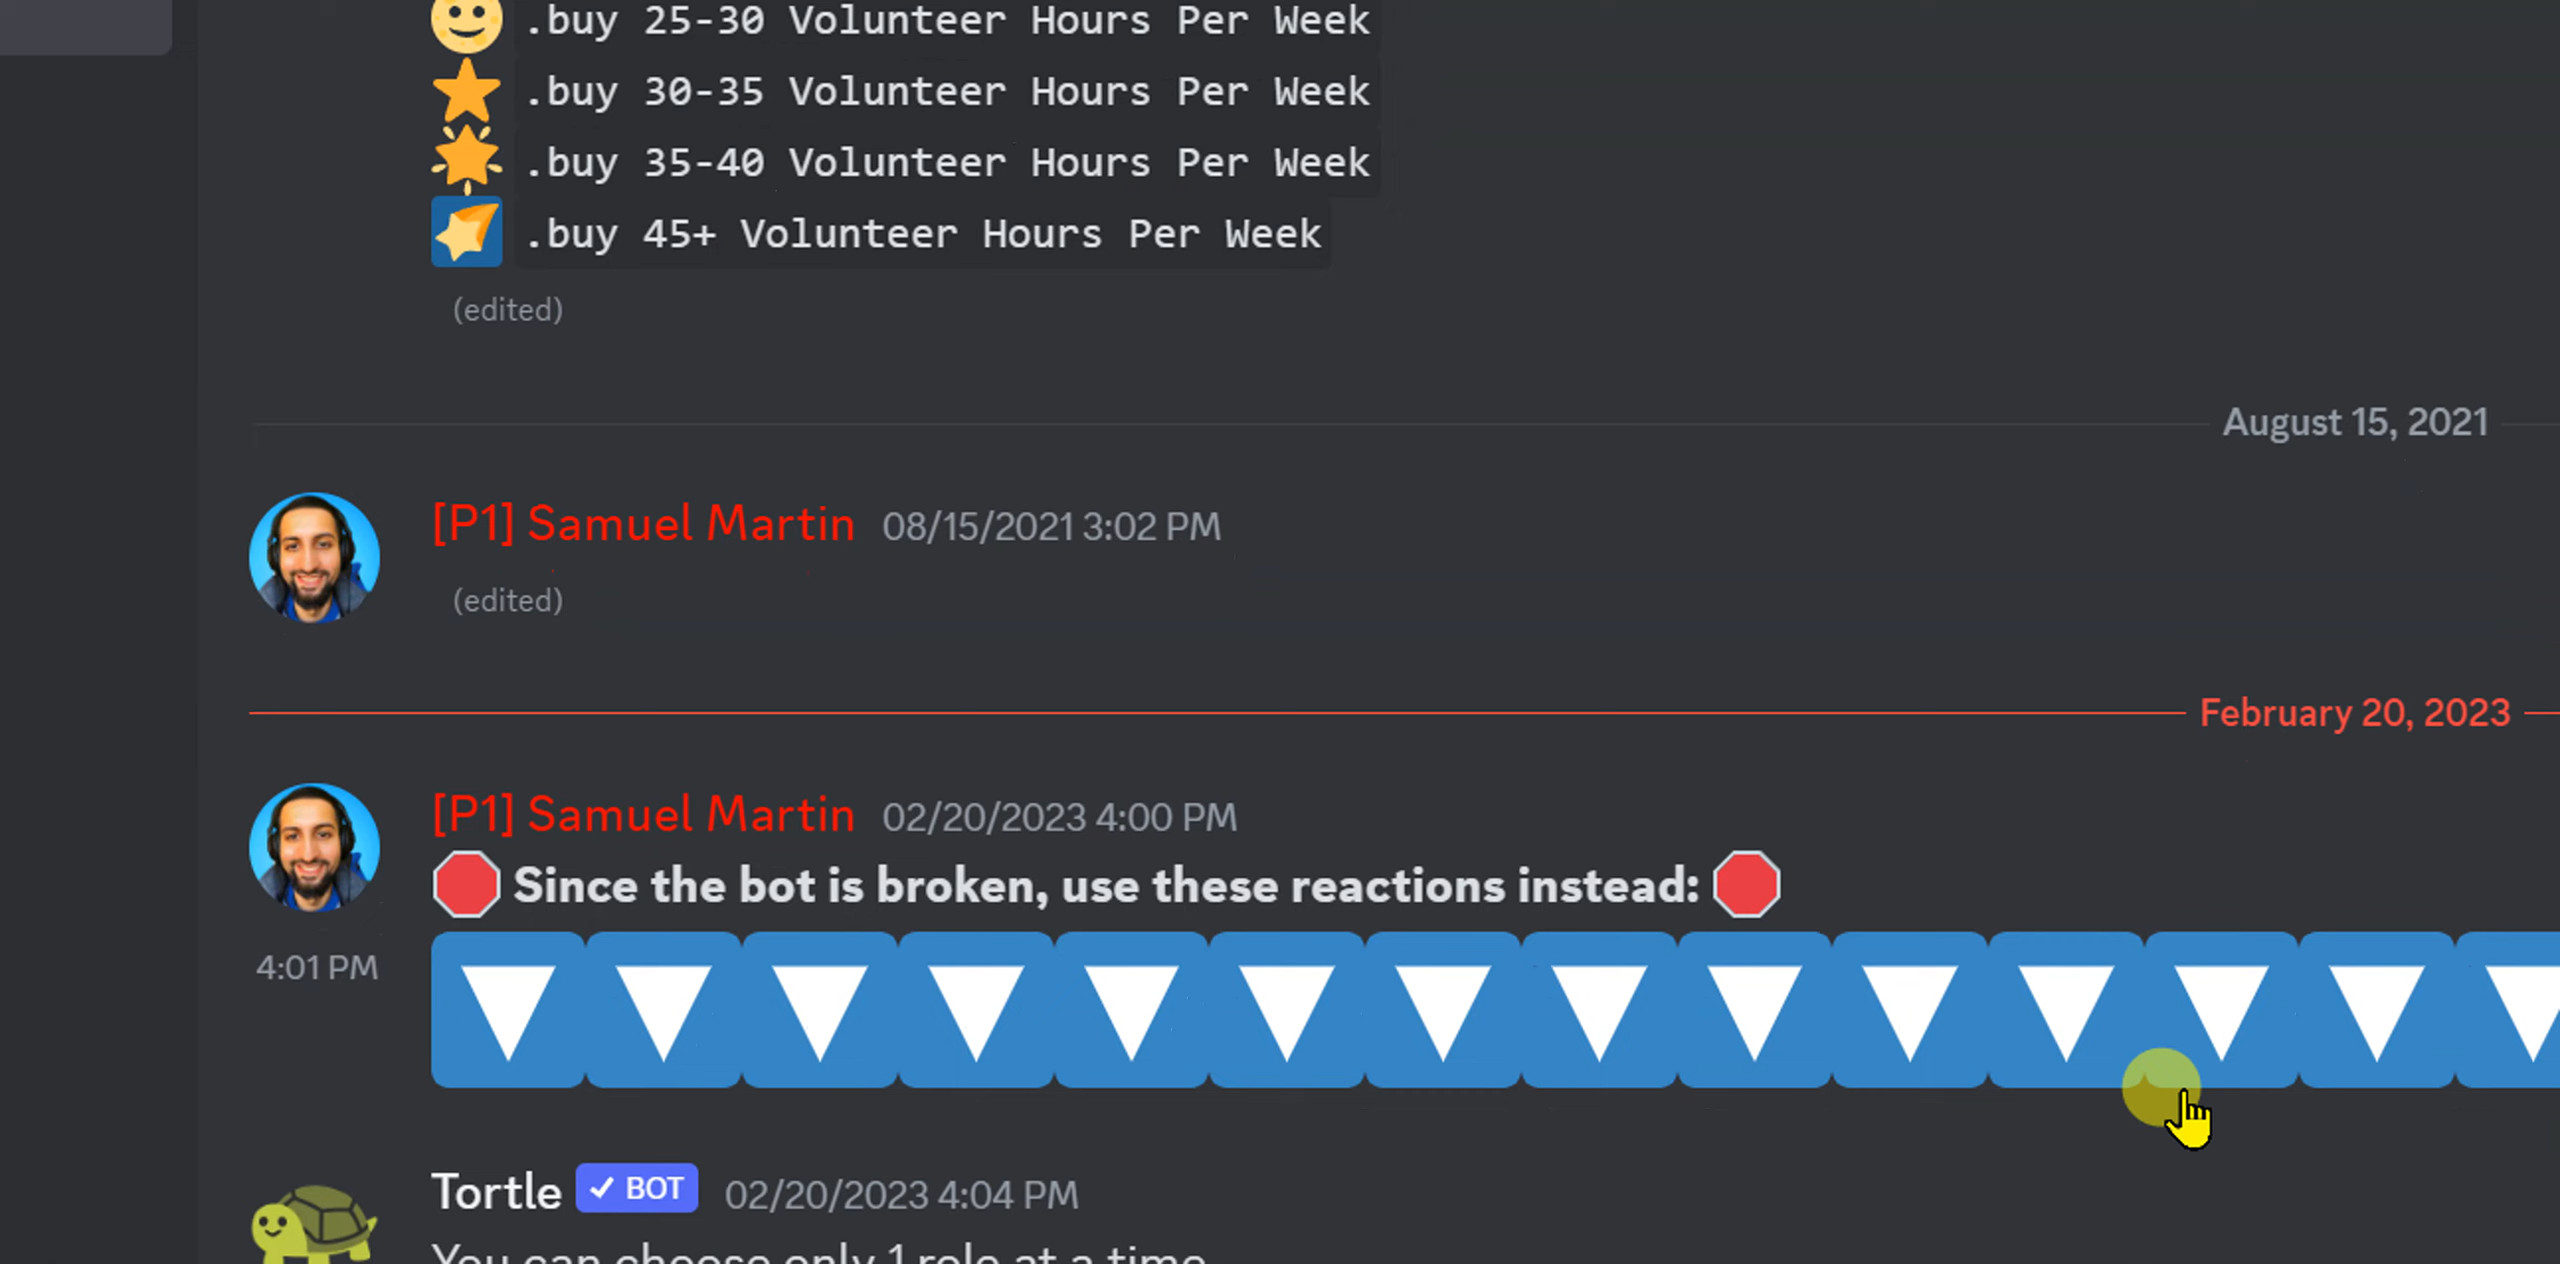 .buy 25-30 Volunteer Hours Per Week
.buy 30-35 Volunteer Hours Per Week
.buy 35-40 Volunteer Hours Per Week
.buy 45+ Volunteer Hours Per Week
(edited)
August 15, 2021
[P1] Samuel Martin 08/15/2021 3:02 PM
(edited)
February 20, 2023
[P1] Samuel Martin 02/20/2023 4:00 PM
Since the bot is broken, use these reactions instead:
4:01 PM
Tortle BOT 02/20/2023 4:04 PM
You can choose only 1 role at a time